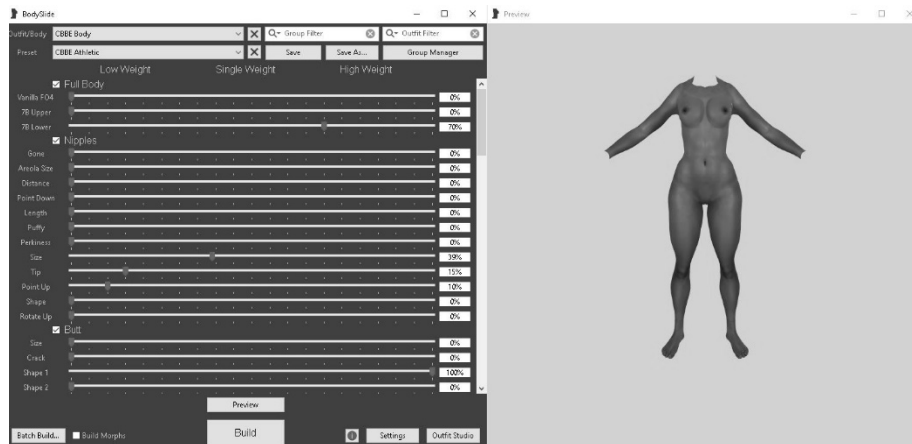 BodySlide
Preview
Outfit/Body CBBE Body Group Filter Outfit Filter
Preset CBBE Athletic Save Save As... Group Manager
Low Weight Single Weight High Weight
Full Body
Vanilla FO4 0%
7B Upper 0%
7B Lower 70%
Nipples
Gone 0%
Areola Size 0%
Distance 0%
Point Down 0%
Length 0%
Puffy 0%
Perkiness 0%
Size 39%
Tip 15%
Point Up 10%
Shape 0%
Rotate Up 0%
Butt
Size 0%
Crack 0%
Shape 1 100%
Shape 2 0%
Preview
Batch Build... Build Morphs Build Settings Outfit Studio